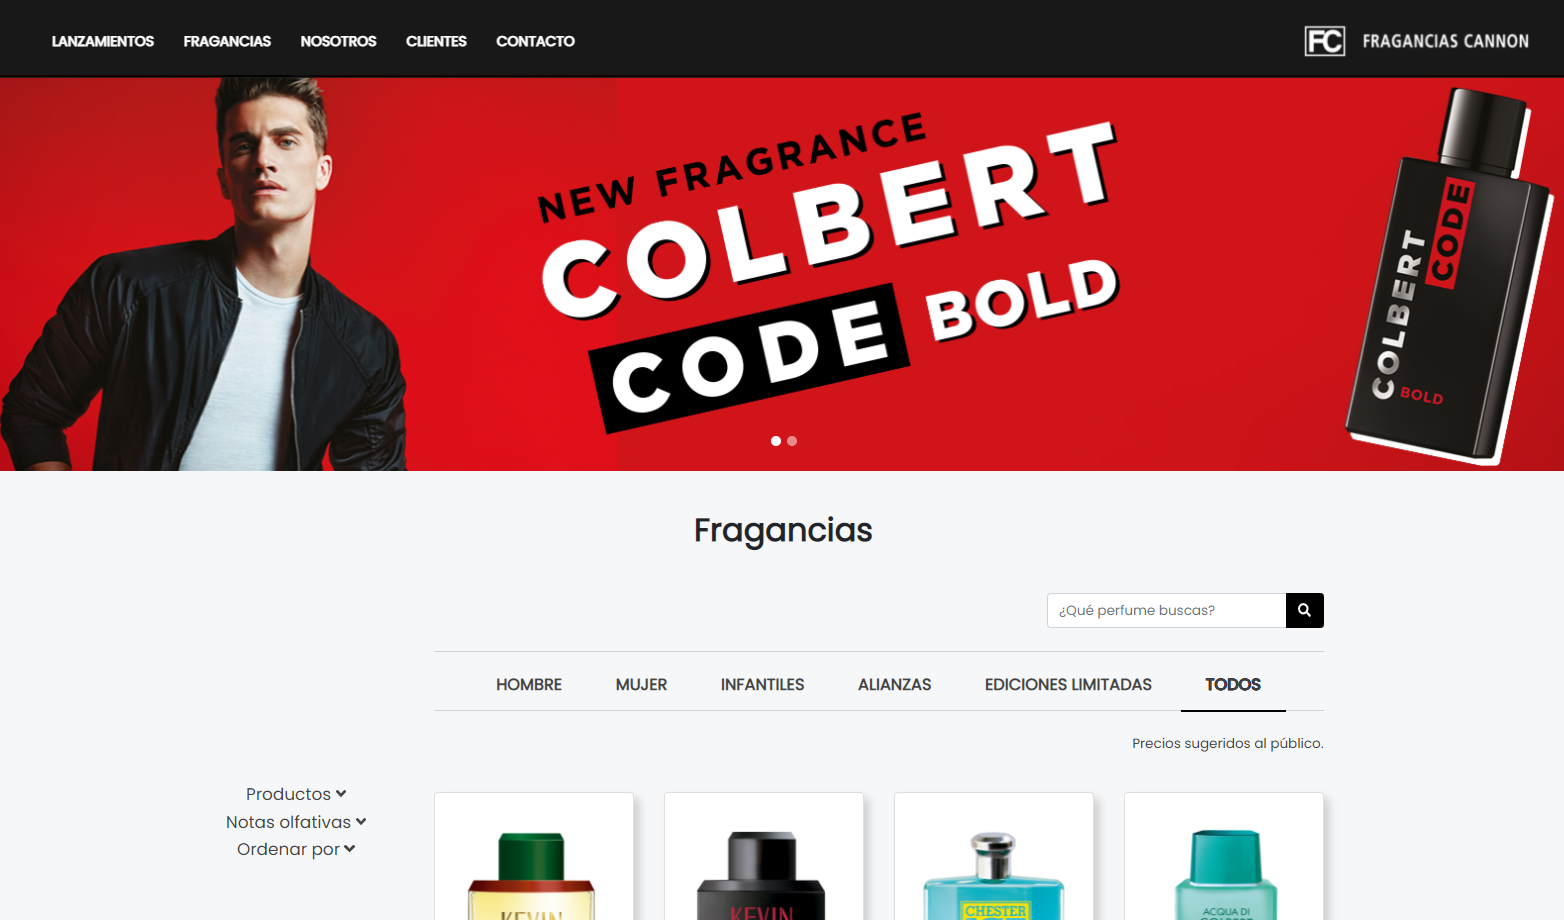 LANZAMIENTOS FRAGANCIAS NOSOTROS CLIENTES CONTACTO
FC FRAGANCIAS CANNON
NEW FRAGRANCE
COLBERT
CODE BOLD
COLBERT
CODE
BOLD
Fragancias
¿Qué perfume buscas?
HOMBRE MUJER INFANTILES ALIANZAS EDICIONES LIMITADAS TODOS
Precios sugeridos al público.
Productos
Notas olfativas
Ordenar por
KEVIN
KEVIN
CHESTER
ACQUA DI
COLBERT